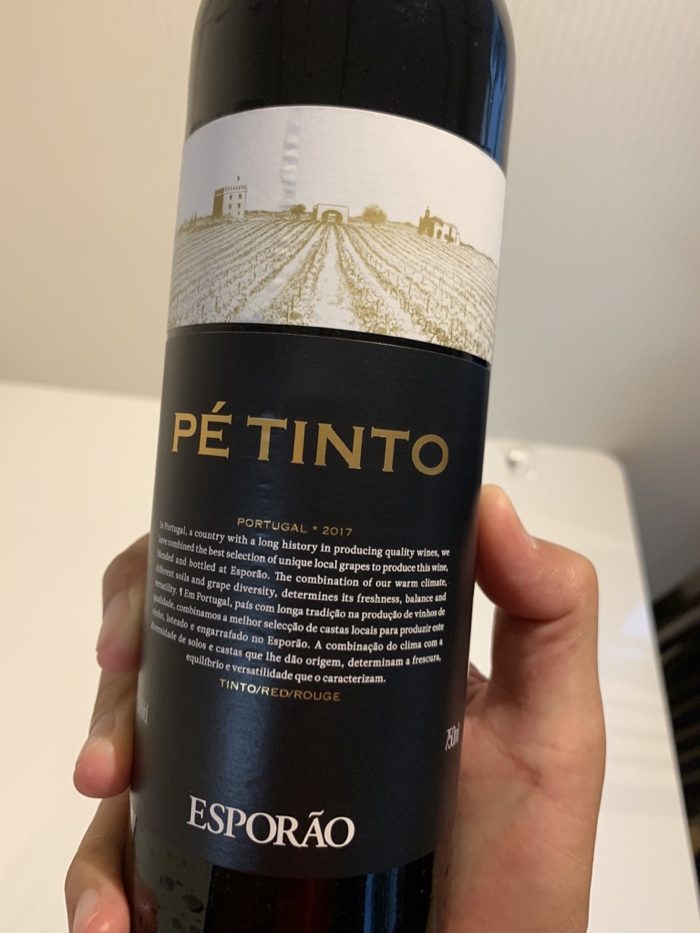 PÉ TINTO
PORTUGAL * 2017
In Portugal, a country with a long history in producing quality wines, we
have combined the best selection of unique local grapes to produce this wine,
blended and bottled at Esporão. The combination of our warm climate,
different soils and grape diversity, determines its freshness, balance and
versatility. ¶ Em Portugal, país com longa tradição na produção de vinhos de
qualidade, combinamos a melhor selecção de castas locais para produzir este
vinho, loteado e engarrafado no Esporão. A combinação do clima com a
diversidade de solos e castas que lhe dão origem, determinam a frescura,
equilíbrio e versatilidade que o caracterizam.
TINTO/RED/ROUGE
750ml
ESPORÃO